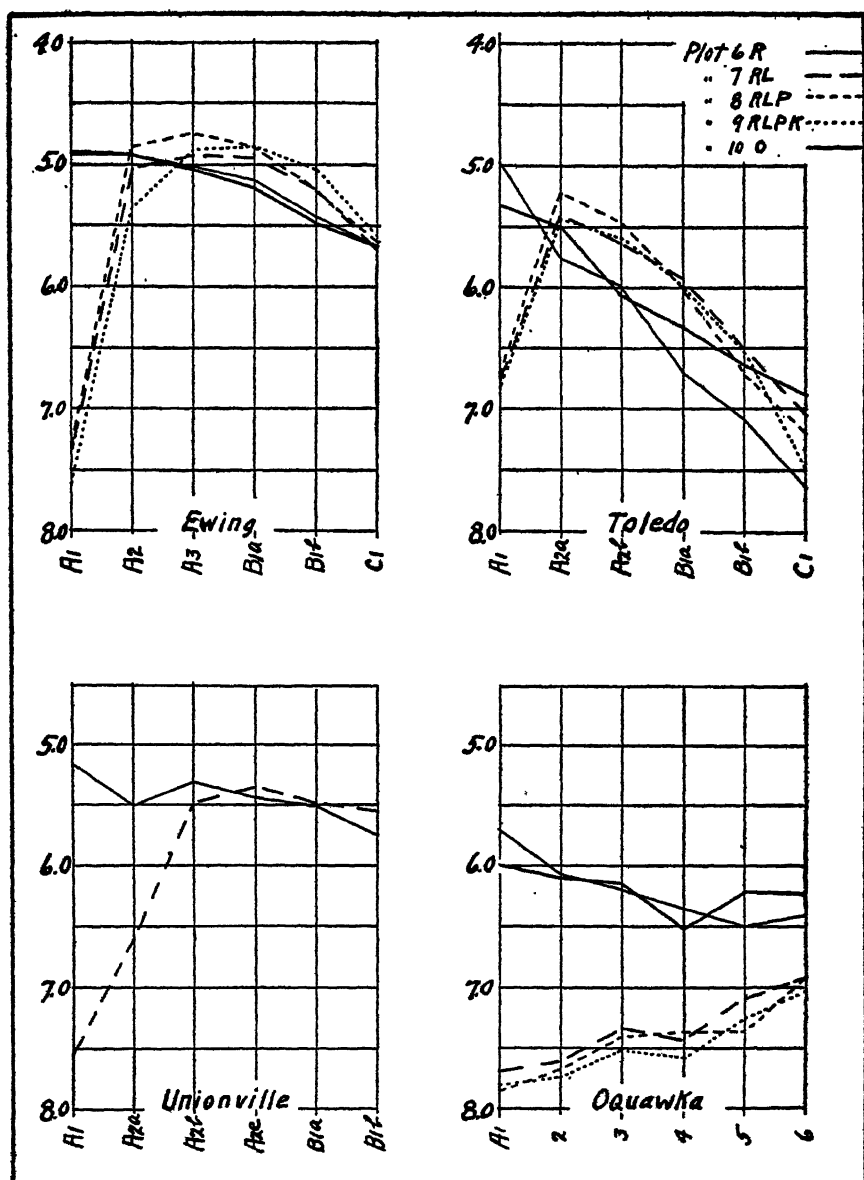 4.0
5.0
6.0
7.0
8.0
Ewing
A1
A2
A3
B1a
B1b
C1
Plot 6 R
" 7 RL
" 8 RLP
" 9 RLPK
" 10 O
4.0
5.0
6.0
7.0
8.0
Toledo
A1
A2a
A2b
B1a
B1b
C1
5.0
6.0
7.0
8.0
Unionville
A1
A2a
A2b
A2c
B1a
B1b
5.0
6.0
7.0
8.0
Oquawka
A1
2
3
4
5
6